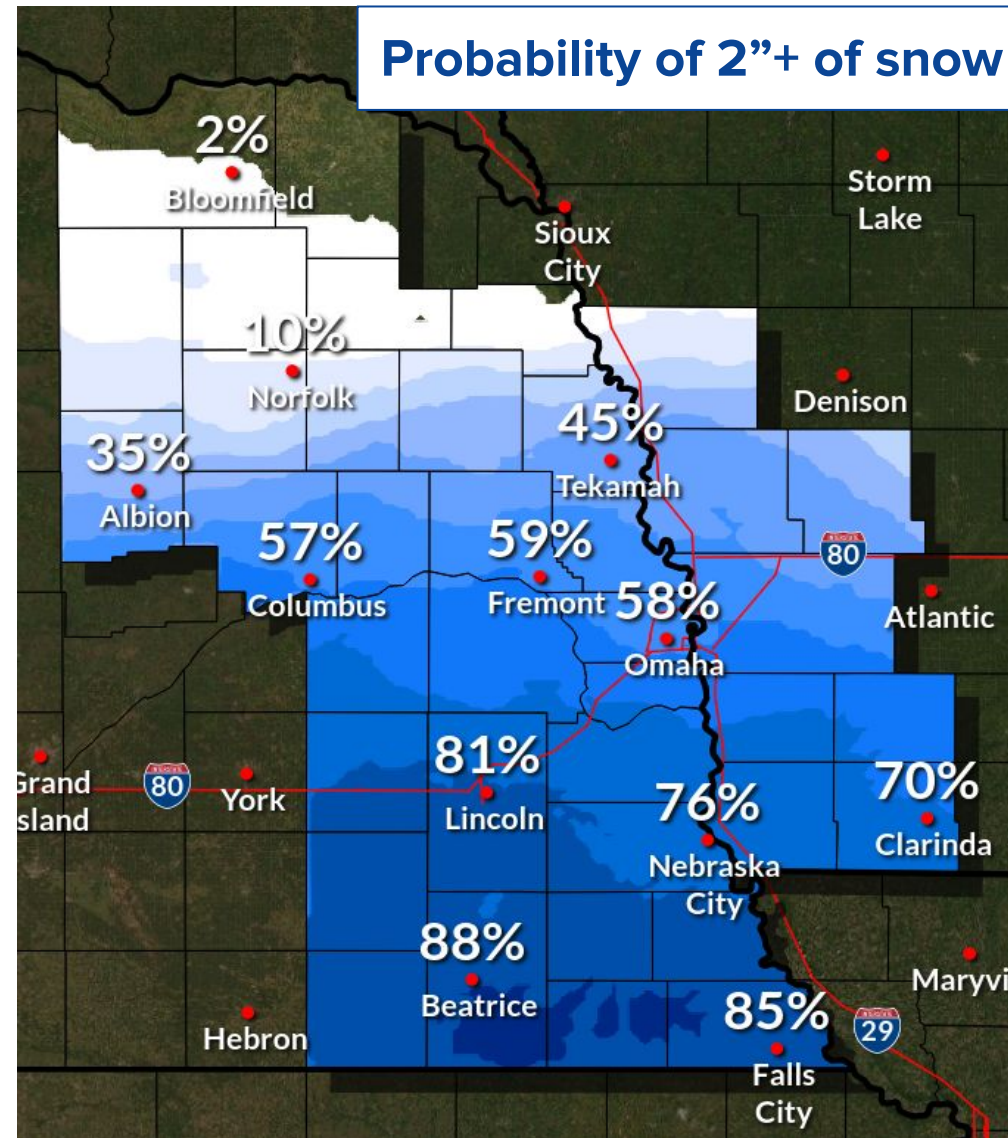 Probability of 2”+ of snow
2%
Bloomfield
Storm
Lake
Sioux
City
10%
Norfolk
Denison
45%
Tekamah
35%
Albion
57%
Columbus
59%
Fremont
80
58%
Omaha
Atlantic
Grand
Island
80
York
81%
Lincoln
76%
Nebraska
City
70%
Clarinda
88%
Beatrice
Maryvi
Hebron
85%
Falls
City
29